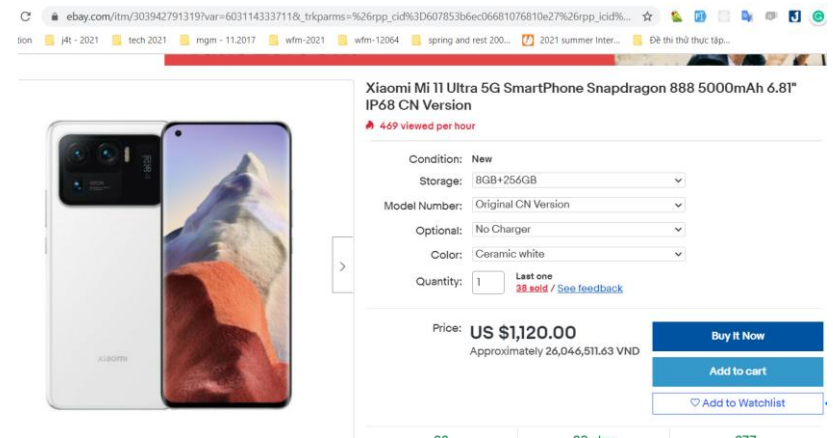 ebay.com/itm/303942791319?var=603114333711&_trkparms=%26rpp_cid%3D607853b6ec06681076810e27%26rpp_icid%...
tion j4t - 2021 tech 2021 mgm - 11.2017 wfm-2021 wfm-12064 spring and rest 200... 2021 summer Inter... Đề thi thử thực tập...
Xiaomi Mi 11 Ultra 5G SmartPhone Snapdragon 888 5000mAh 6.81"
IP68 CN Version
469 viewed per hour
Condition: New
Storage: 8GB+256GB
Model Number: Original CN Version
Optional: No Charger
Color: Ceramic white
Quantity: 1 Last one
38 sold / See feedback
Price: US $1,120.00
Approximately 26,046,511.63 VND
Buy It Now
Add to cart
Add to Watchlist
xiaomi